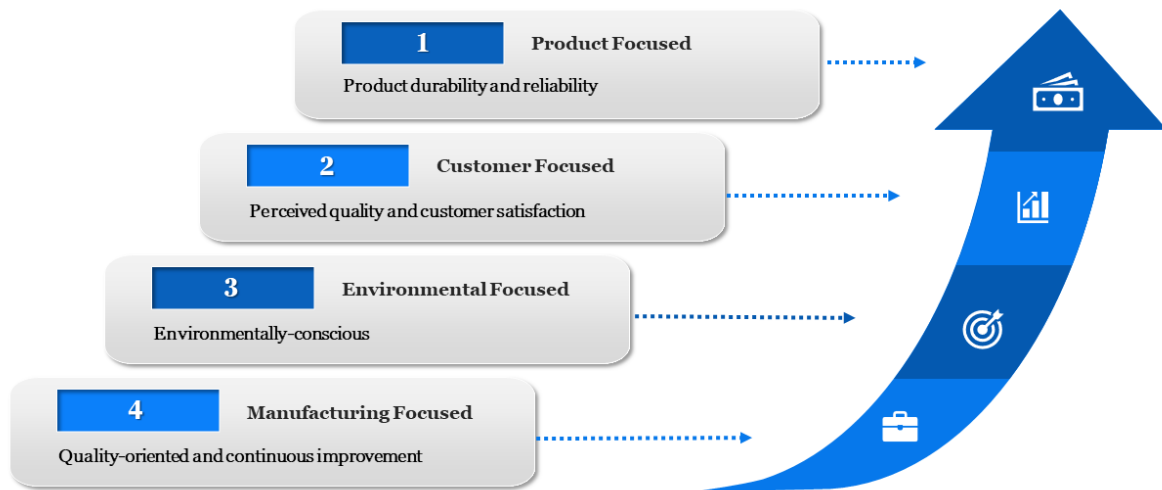 1 Product Focused
Product durability and reliability
2 Customer Focused
Perceived quality and customer satisfaction
3 Environmental Focused
Environmentally-conscious
4 Manufacturing Focused
Quality-oriented and continuous improvement